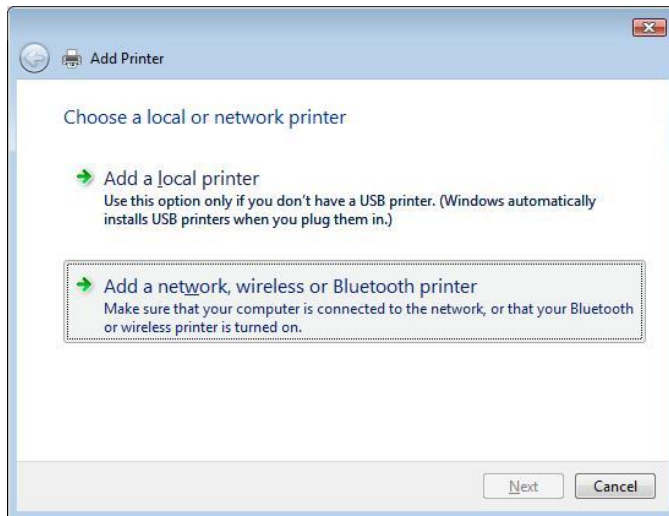 Add Printer
Choose a local or network printer
Add a local printer
Use this option only if you don't have a USB printer. (Windows automatically
installs USB printers when you plug them in.)
Add a network, wireless or Bluetooth printer
Make sure that your computer is connected to the network, or that your Bluetooth
or wireless printer is turned on.
Next Cancel